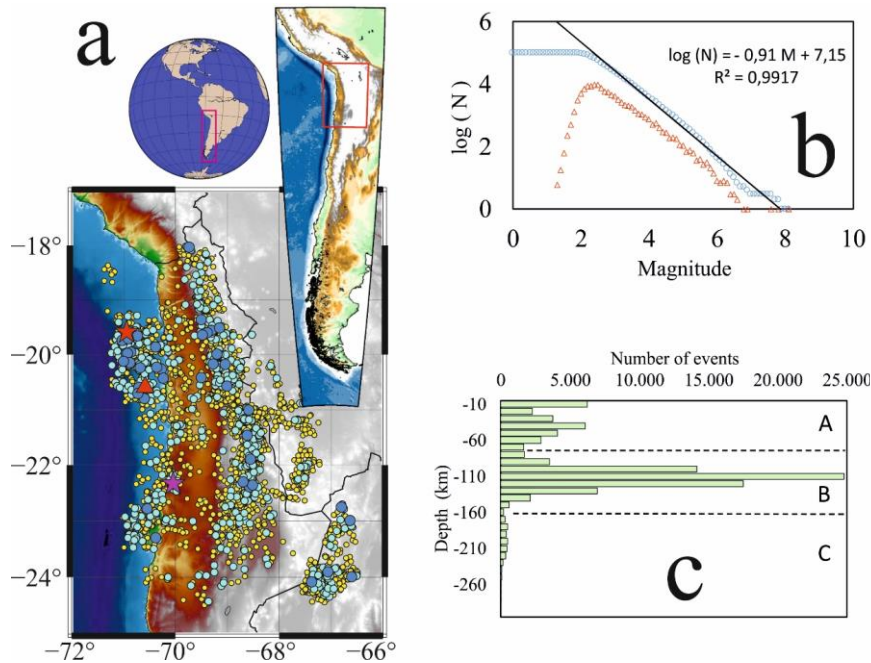 a
−18°
−20°
−22°
−24°
−72°
−70°
−68°
−66°
i
6
4
2
0
log ( N )
0
2
4
6
8
10
Magnitude
log (N) = - 0,91 M + 7,15
R² = 0,9917
b
Number of events
0
5.000
10.000
15.000
20.000
25.000
-10
-60
-110
-160
-210
-260
Depth (km)
A
B
C
c